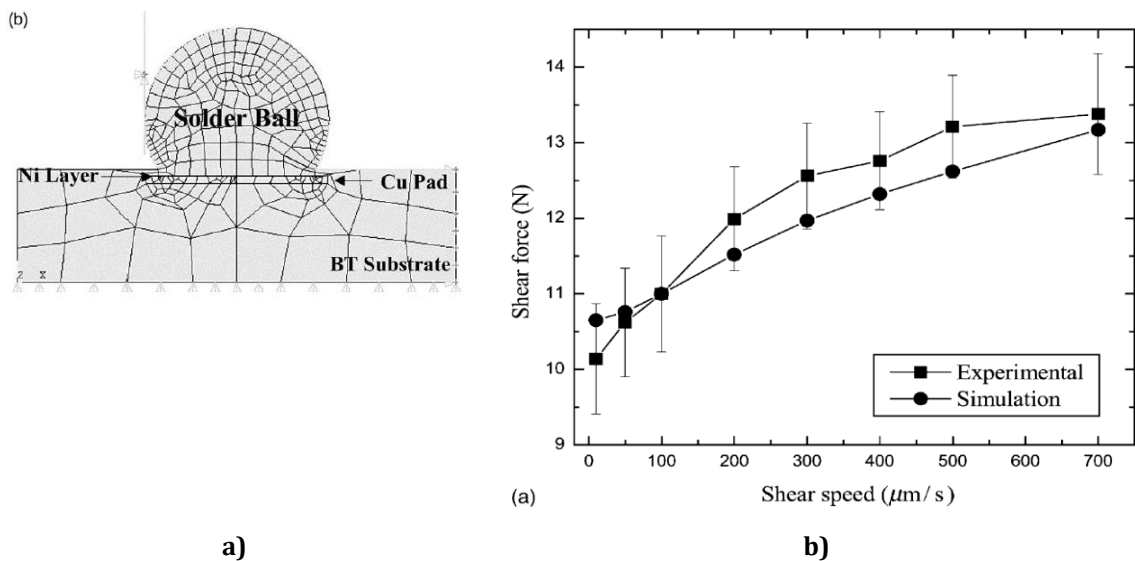 (b)
Solder Ball
Ni Layer
Cu Pad
BT Substrate
Z X
14
13
12
11
10
9
Shear force (N)
Experimental
Simulation
0 100 200 300 400 500 600 700
(a)
Shear speed (μm/s)
a) b)